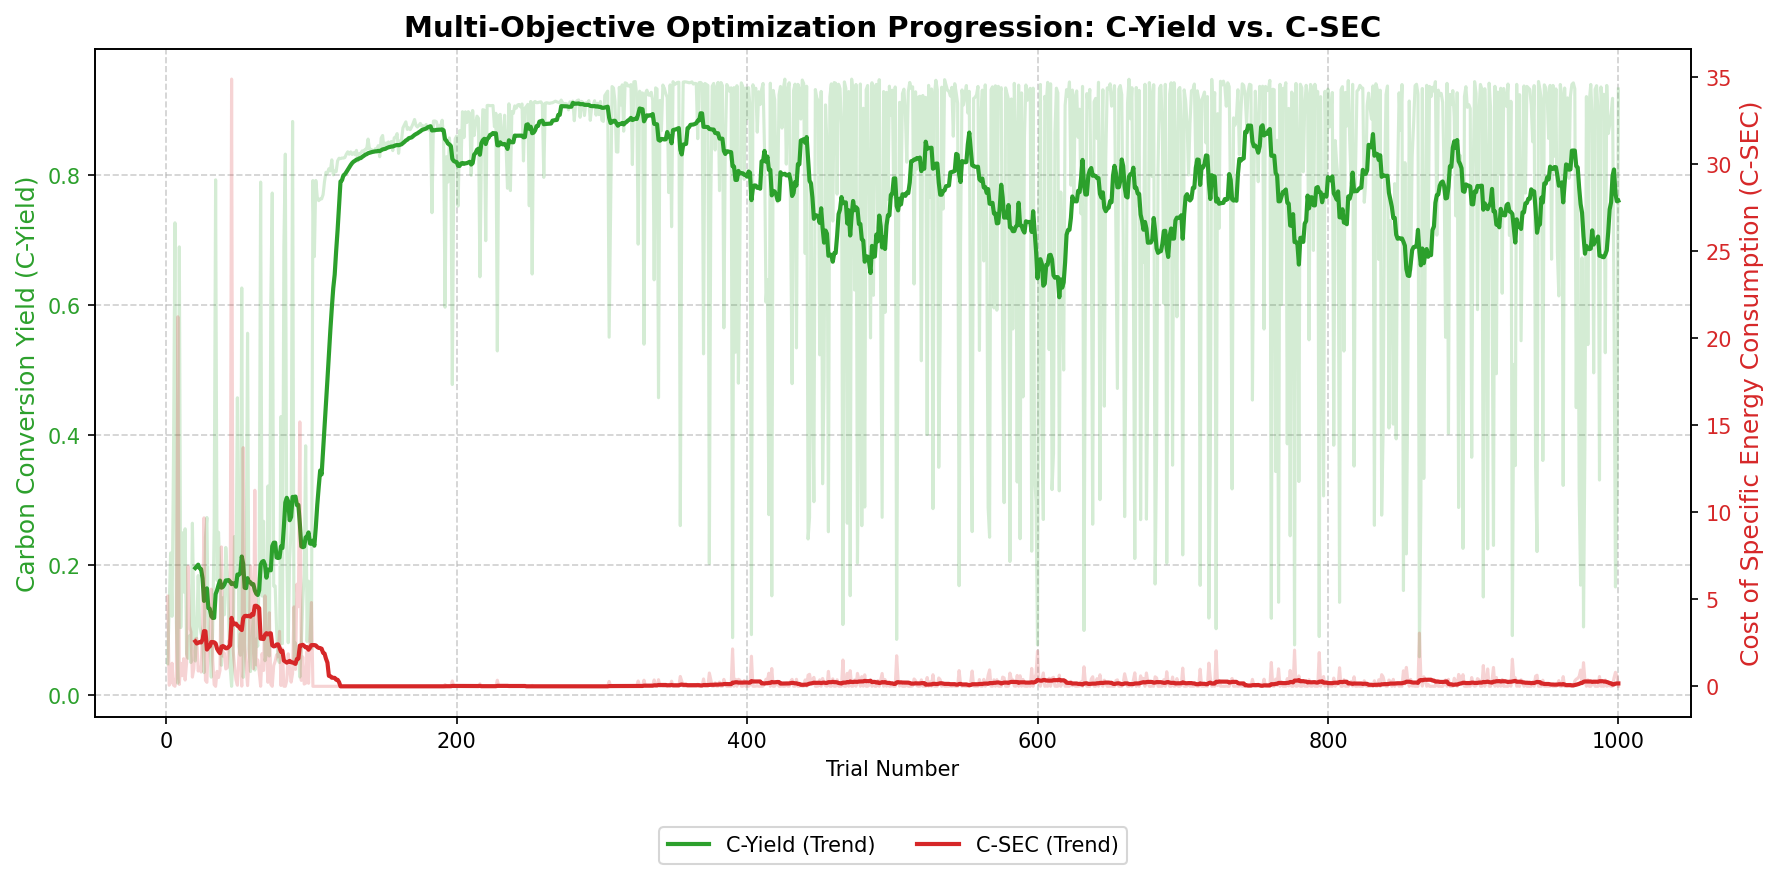 Multi-Objective Optimization Progression: C-Yield vs. C-SEC
Carbon Conversion Yield (C-Yield)
0.8
0.6
0.4
0.2
0.0
35
30
25
20
15
10
5
0
Cost of Specific Energy Consumption (C-SEC)
0 200 400 600 800 1000
Trial Number
C-Yield (Trend) C-SEC (Trend)